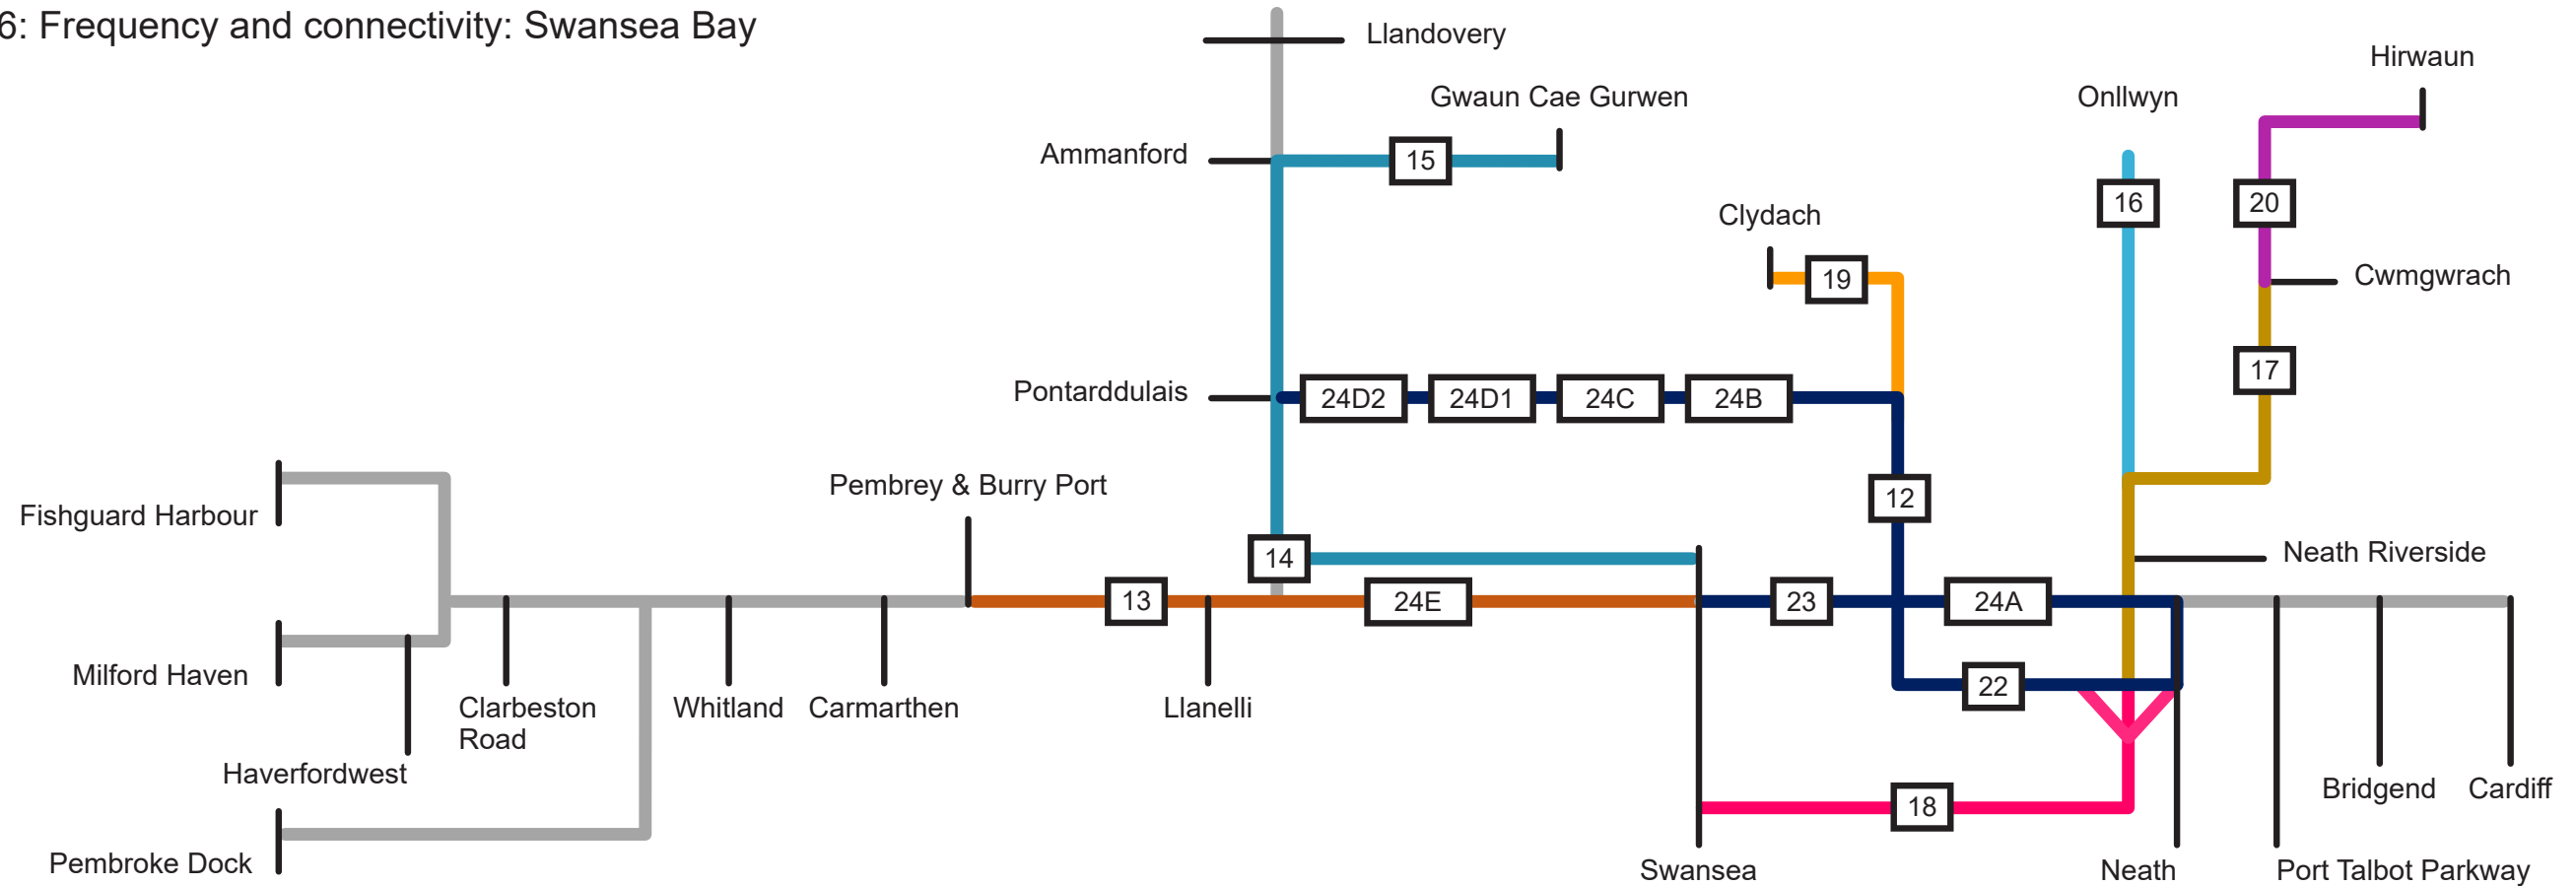 6: Frequency and connectivity: Swansea Bay
Llandovery
Hirwaun
Gwaun Cae Gurwen
Onllwyn
Ammanford
15
16
20
Clydach
19
Cwmgwrach
17
Pontarddulais
24D2
24D1
24C
24B
Pembrey & Burry Port
12
Fishguard Harbour
14
Neath Riverside
13
24E
23
24A
Milford Haven
22
Clarbeston
Road
Whitland
Carmarthen
Llanelli
Haverfordwest
18
Bridgend
Cardiff
Pembroke Dock
Swansea
Neath
Port Talbot Parkway